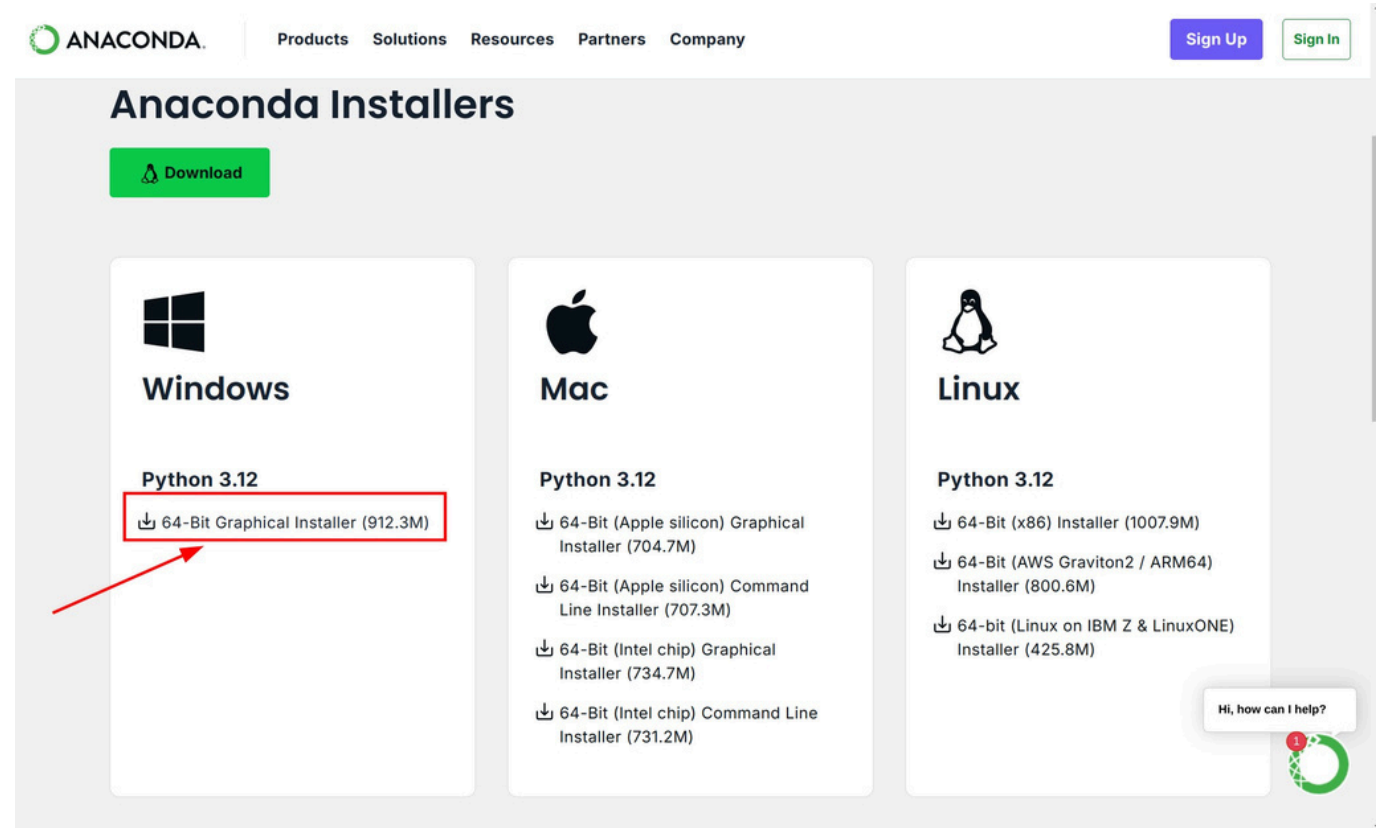 ANACONDA.
Products Solutions Resources Partners Company
Sign Up
Sign In
Anaconda Installers
Download
Windows
Python 3.12
64-Bit Graphical Installer (912.3M)
Mac
Python 3.12
64-Bit (Apple silicon) Graphical
Installer (704.7M)
64-Bit (Apple silicon) Command
Line Installer (707.3M)
64-Bit (Intel chip) Graphical
Installer (734.7M)
64-Bit (Intel chip) Command Line
Installer (731.2M)
Linux
Python 3.12
64-Bit (x86) Installer (1007.9M)
64-Bit (AWS Graviton2 / ARM64)
Installer (800.6M)
64-bit (Linux on IBM Z & LinuxONE)
Installer (425.8M)
Hi, how can I help?
1